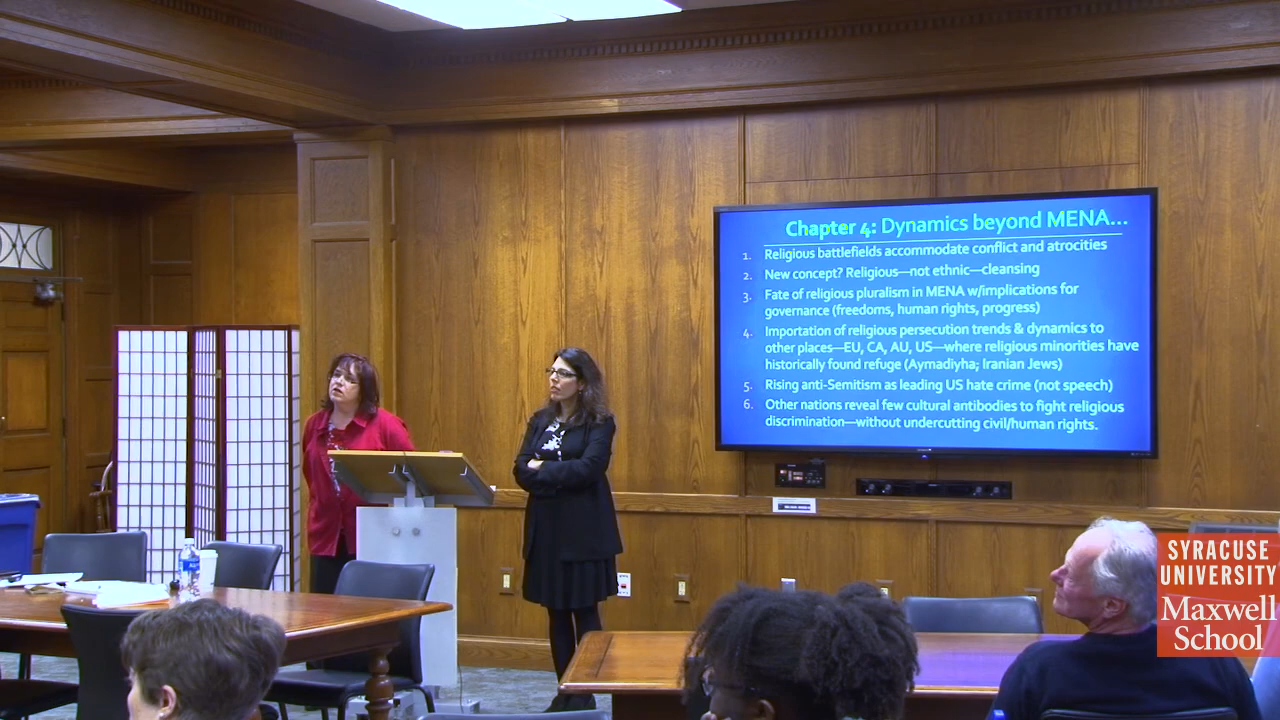 Chapter 4: Dynamics beyond MENA...
1. Religious battlefields accommodate conflict and atrocities
2. New concept? Religious—not ethnic—cleansing
3. Fate of religious pluralism in MENA w/implications for
governance (freedoms, human rights, progress)
4. Importation of religious persecution trends & dynamics to
other places—EU, CA, AU, US—where religious minorities have
historically found refuge (Aymadiyha; Iranian Jews)
5. Rising anti-Semitism as leading US hate crime (not speech)
6. Other nations reveal few cultural antibodies to fight religious
discrimination—without undercutting civil/human rights.
SYRACUSE
UNIVERSITY
Maxwell
School